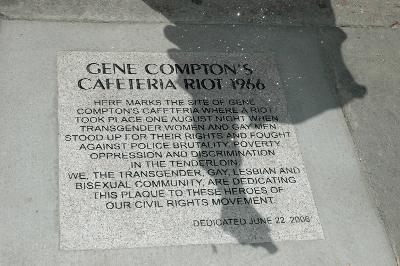 GENE COMPTON'S
CAFETERIA RIOT 1966
HERE MARKS THE SITE OF GENE
COMPTON'S CAFETERIA WHERE A RIOT
TOOK PLACE ONE AUGUST NIGHT WHEN
TRANSGENDER WOMEN AND GAY MEN
STOOD UP FOR THEIR RIGHTS AND FOUGHT
AGAINST POLICE BRUTALITY, POVERTY,
OPPRESSION AND DISCRIMINATION
IN THE TENDERLOIN.
WE, THE TRANSGENDER, GAY, LESBIAN AND
BISEXUAL COMMUNITY, ARE DEDICATING
THIS PLAQUE TO THESE HEROES OF
OUR CIVIL RIGHTS MOVEMENT.
DEDICATED JUNE 22, 2006